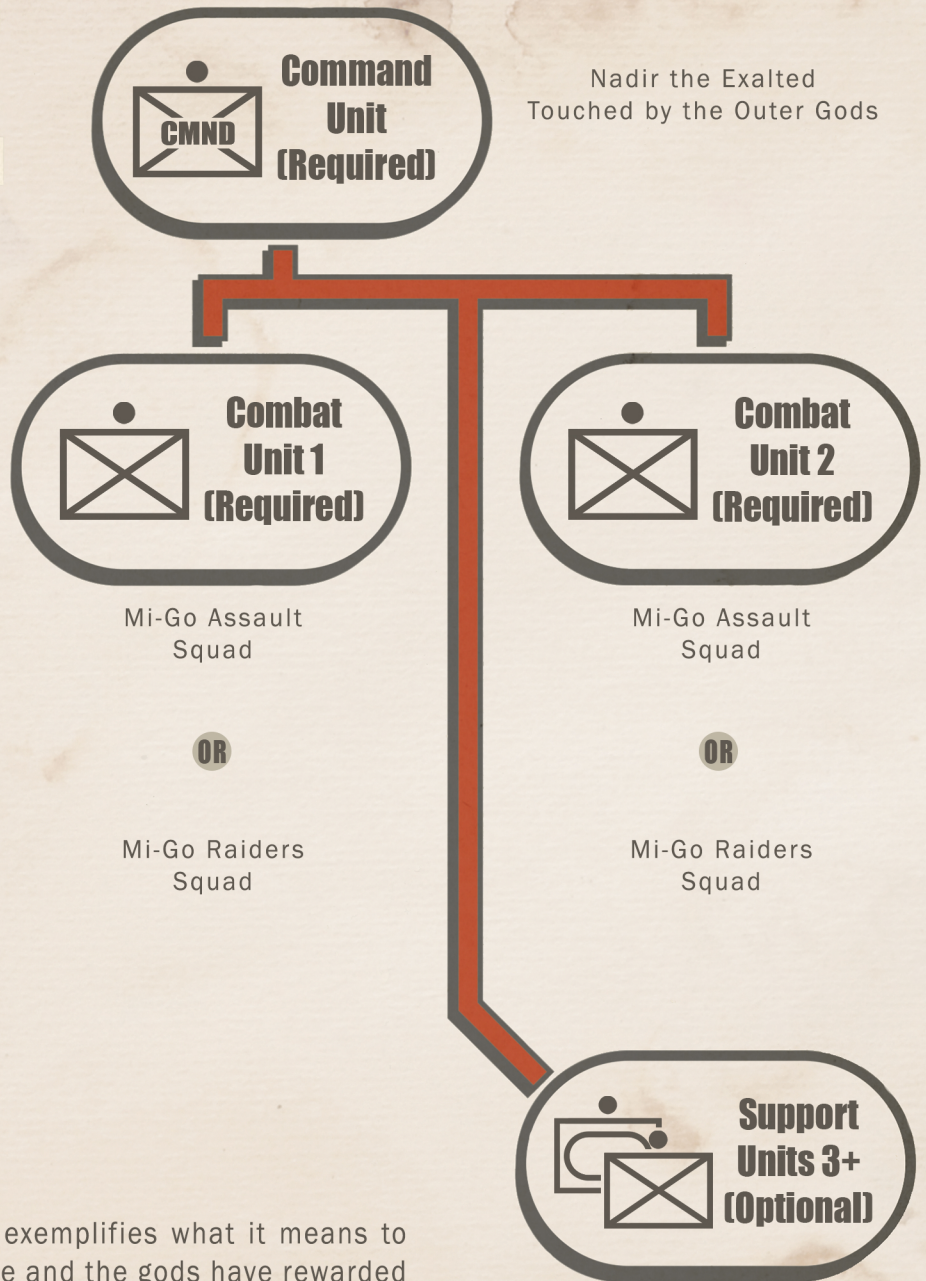 CMND
Command
Unit
(Required)
Nadir the Exalted
Touched by the Outer Gods
Combat
Unit 1
(Required)
Mi-Go Assault
Squad
OR
Mi-Go Raiders
Squad
Combat
Unit 2
(Required)
Mi-Go Assault
Squad
OR
Mi-Go Raiders
Squad
Support
Units 3+
(Optional)
exemplifies what it means to
and the gods have rewarded